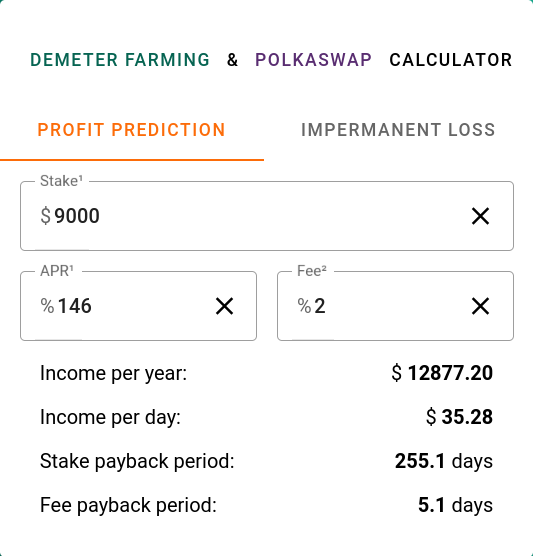 DEMETER FARMING & POLKASWAP CALCULATOR
PROFIT PREDICTION IMPERMANENT LOSS
Stake¹
$ 9000
APR¹ Fee²
% 146 % 2
Income per year: $ 12877.20
Income per day: $ 35.28
Stake payback period: 255.1 days
Fee payback period: 5.1 days